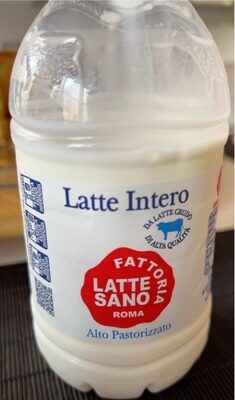 Latte Intero
DA LATTE CRUDO
DI ALTA QUALITÀ
FATTORIA
LATTE
SANO
ROMA
Alto Pastorizzato